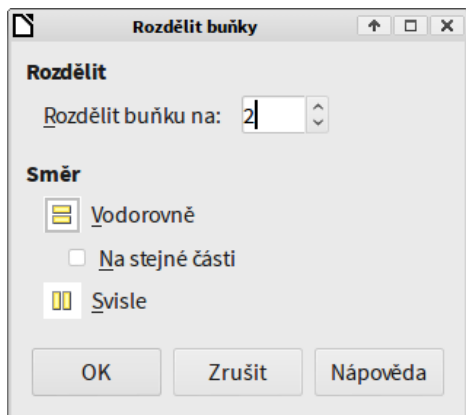 Rozdělit buňky
Rozdělit
Rozdělit buňku na: 2
Směr
Vodorovně
Na stejné části
Svisle
OK Zrušit Nápověda